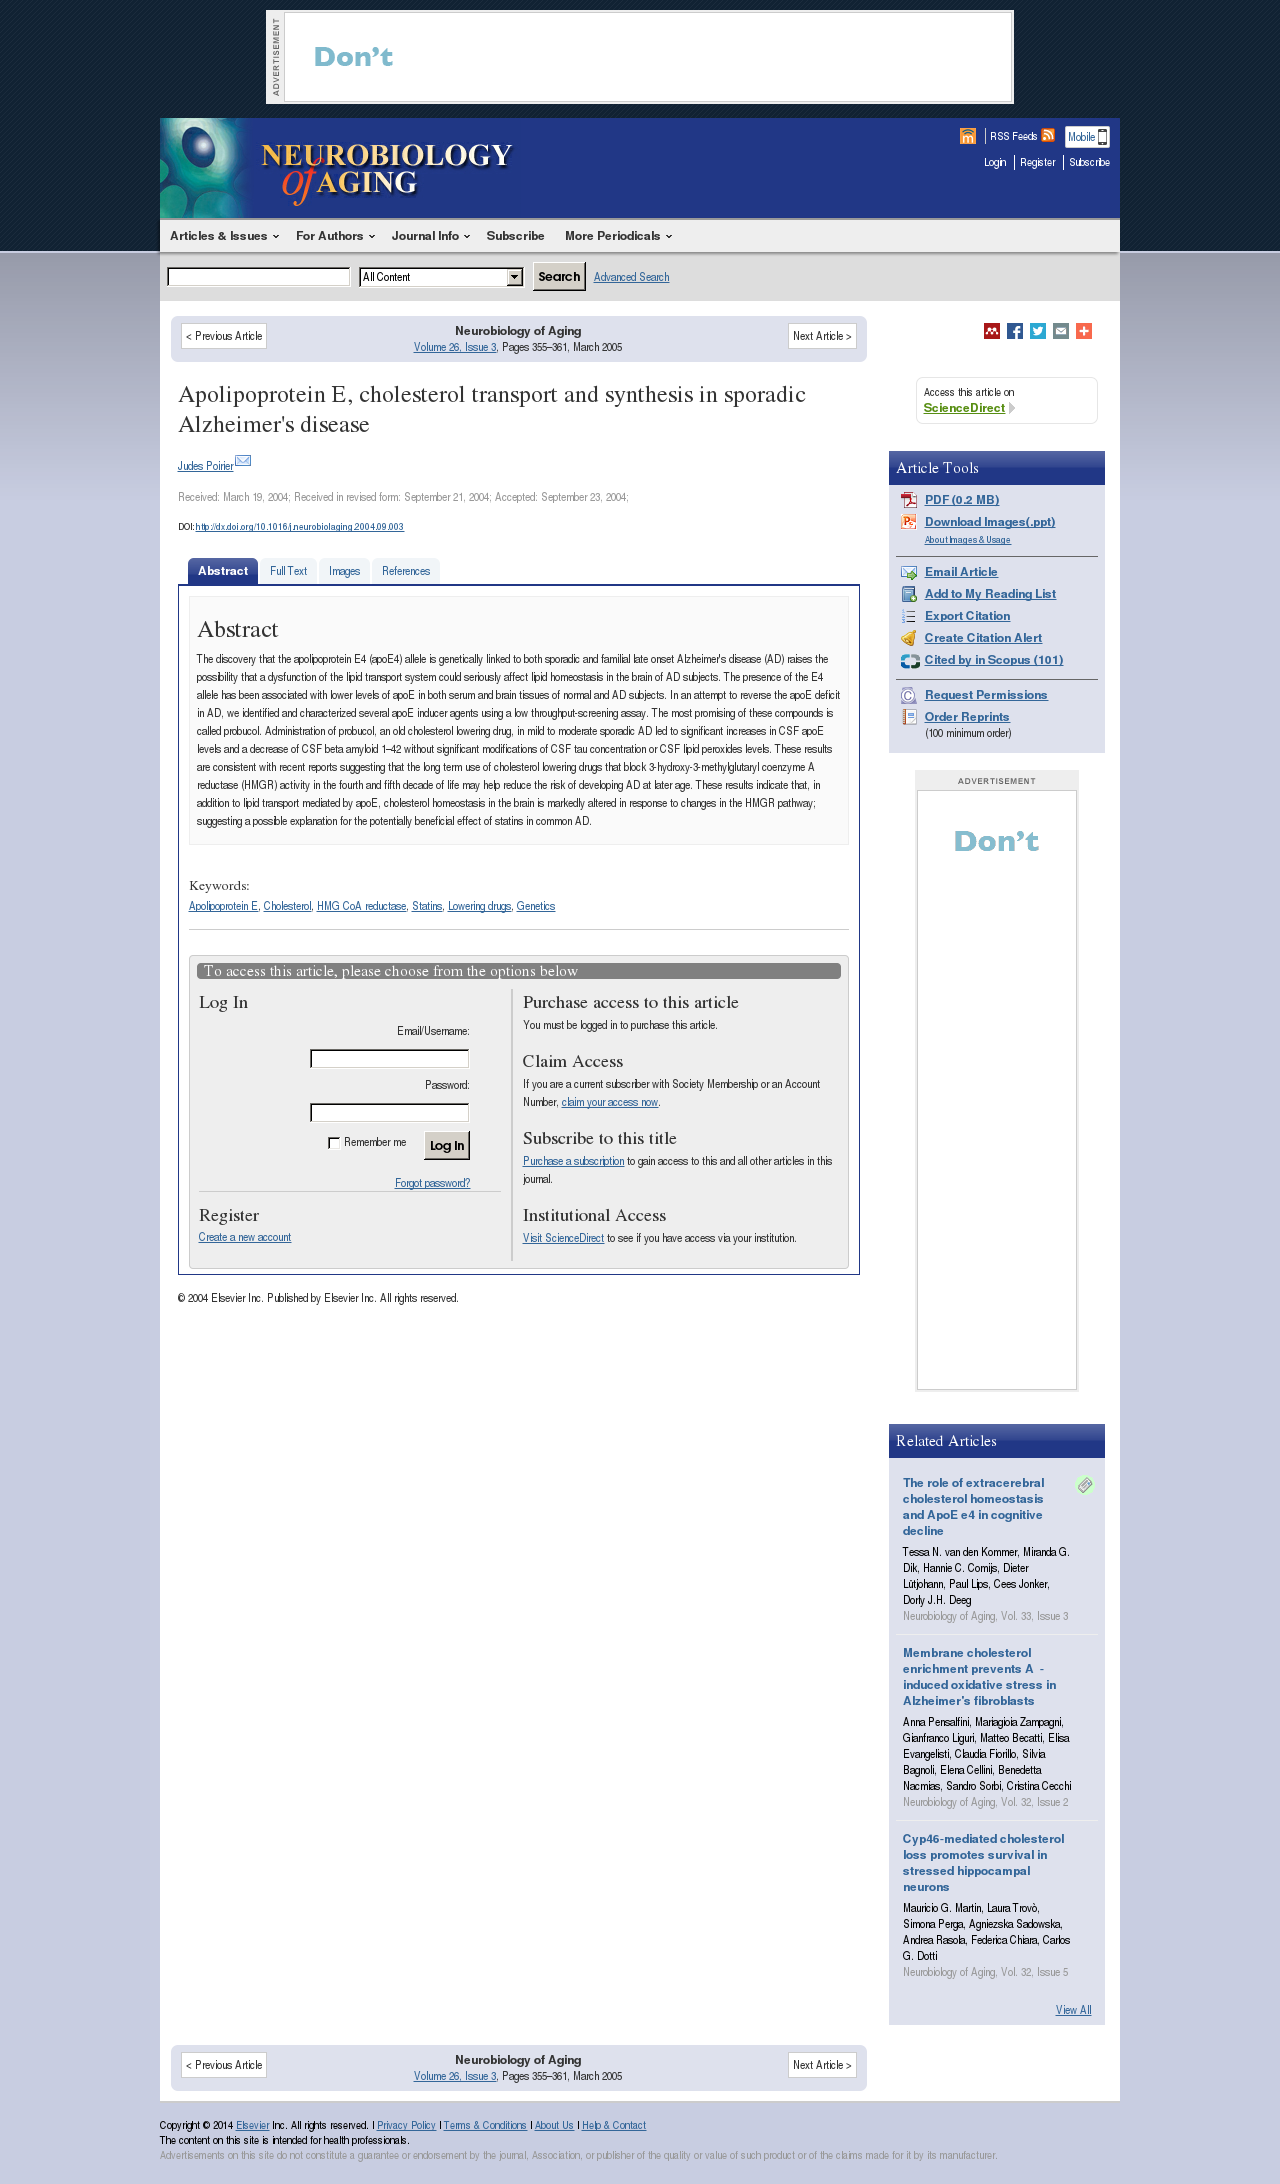 ADVERTISEMENT
Don't
NEUROBIOLOGY
of AGING
RSS Feeds
Mobile
Login
Register
Subscribe
Articles & Issues
For Authors
Journal Info
Subscribe
More Periodicals
All Content
Search
Advanced Search
< Previous Article
Neurobiology of Aging
Volume 26, Issue 3, Pages 355–361, March 2005
Next Article >
Apolipoprotein E, cholesterol transport and synthesis in sporadic
Alzheimer's disease
Judes Poirier
Received: March 19, 2004; Received in revised form: September 21, 2004; Accepted: September 23, 2004;
DOI: http://dx.doi.org/10.1016/j.neurobiolaging.2004.09.003
Abstract
Full Text
Images
References
Abstract
The discovery that the apolipoprotein E4 (apoE4) allele is genetically linked to both sporadic and familial late onset Alzheimer's disease (AD) raises the
possibility that a dysfunction of the lipid transport system could seriously affect lipid homeostasis in the brain of AD subjects. The presence of the E4
allele has been associated with lower levels of apoE in both serum and brain tissues of normal and AD subjects. In an attempt to reverse the apoE deficit
in AD, we identified and characterized several apoE inducer agents using a low throughput-screening assay. The most promising of these compounds is
called probucol. Administration of probucol, an old cholesterol lowering drug, in mild to moderate sporadic AD led to significant increases in CSF apoE
levels and a decrease of CSF beta amyloid 1–42 without significant modifications of CSF tau concentration or CSF lipid peroxides levels. These results
are consistent with recent reports suggesting that the long term use of cholesterol lowering drugs that block 3-hydroxy-3-methylglutaryl coenzyme A
reductase (HMGR) activity in the fourth and fifth decade of life may help reduce the risk of developing AD at later age. These results indicate that, in
addition to lipid transport mediated by apoE, cholesterol homeostasis in the brain is markedly altered in response to changes in the HMGR pathway;
suggesting a possible explanation for the potentially beneficial effect of statins in common AD.
Keywords:
Apolipoprotein E, Cholesterol, HMG CoA reductase, Statins, Lowering drugs, Genetics
To access this article, please choose from the options below
Log In
Email/Username:
Password:
Remember me
Log In
Forgot password?
Register
Create a new account
Purchase access to this article
You must be logged in to purchase this article.
Claim Access
If you are a current subscriber with Society Membership or an Account
Number, claim your access now.
Subscribe to this title
Purchase a subscription to gain access to this and all other articles in this
journal.
Institutional Access
Visit ScienceDirect to see if you have access via your institution.
© 2004 Elsevier Inc. Published by Elsevier Inc. All rights reserved.
Access this article on
ScienceDirect
Article Tools
PDF (0.2 MB)
Download Images(.ppt)
About Images & Usage
Email Article
Add to My Reading List
Export Citation
Create Citation Alert
Cited by in Scopus (101)
Request Permissions
Order Reprints
(100 minimum order)
ADVERTISEMENT
Don't
Related Articles
The role of extracerebral
cholesterol homeostasis
and ApoE e4 in cognitive
decline
Tessa N. van den Kommer, Miranda G.
Dik, Hannie C. Comijs, Dieter
Lütjohann, Paul Lips, Cees Jonker,
Dorly J.H. Deeg
Neurobiology of Aging, Vol. 33, Issue 3
Membrane cholesterol
enrichment prevents A -
induced oxidative stress in
Alzheimer's fibroblasts
Anna Pensalfini, Mariagioia Zampagni,
Gianfranco Liguri, Matteo Becatti, Elisa
Evangelisti, Claudia Fiorillo, Silvia
Bagnoli, Elena Cellini, Benedetta
Nacmias, Sandro Sorbi, Cristina Cecchi
Neurobiology of Aging, Vol. 32, Issue 2
Cyp46-mediated cholesterol
loss promotes survival in
stressed hippocampal
neurons
Mauricio G. Martin, Laura Trovò,
Simona Perga, Agniezska Sadowska,
Andrea Rasola, Federica Chiara, Carlos
G. Dotti
Neurobiology of Aging, Vol. 32, Issue 5
View All
< Previous Article
Neurobiology of Aging
Volume 26, Issue 3, Pages 355–361, March 2005
Next Article >
Copyright © 2014 Elsevier Inc. All rights reserved. | Privacy Policy | Terms & Conditions | About Us | Help & Contact
The content on this site is intended for health professionals.
Advertisements on this site do not constitute a guarantee or endorsement by the journal, Association, or publisher of the quality or value of such product or of the claims made for it by its manufacturer.